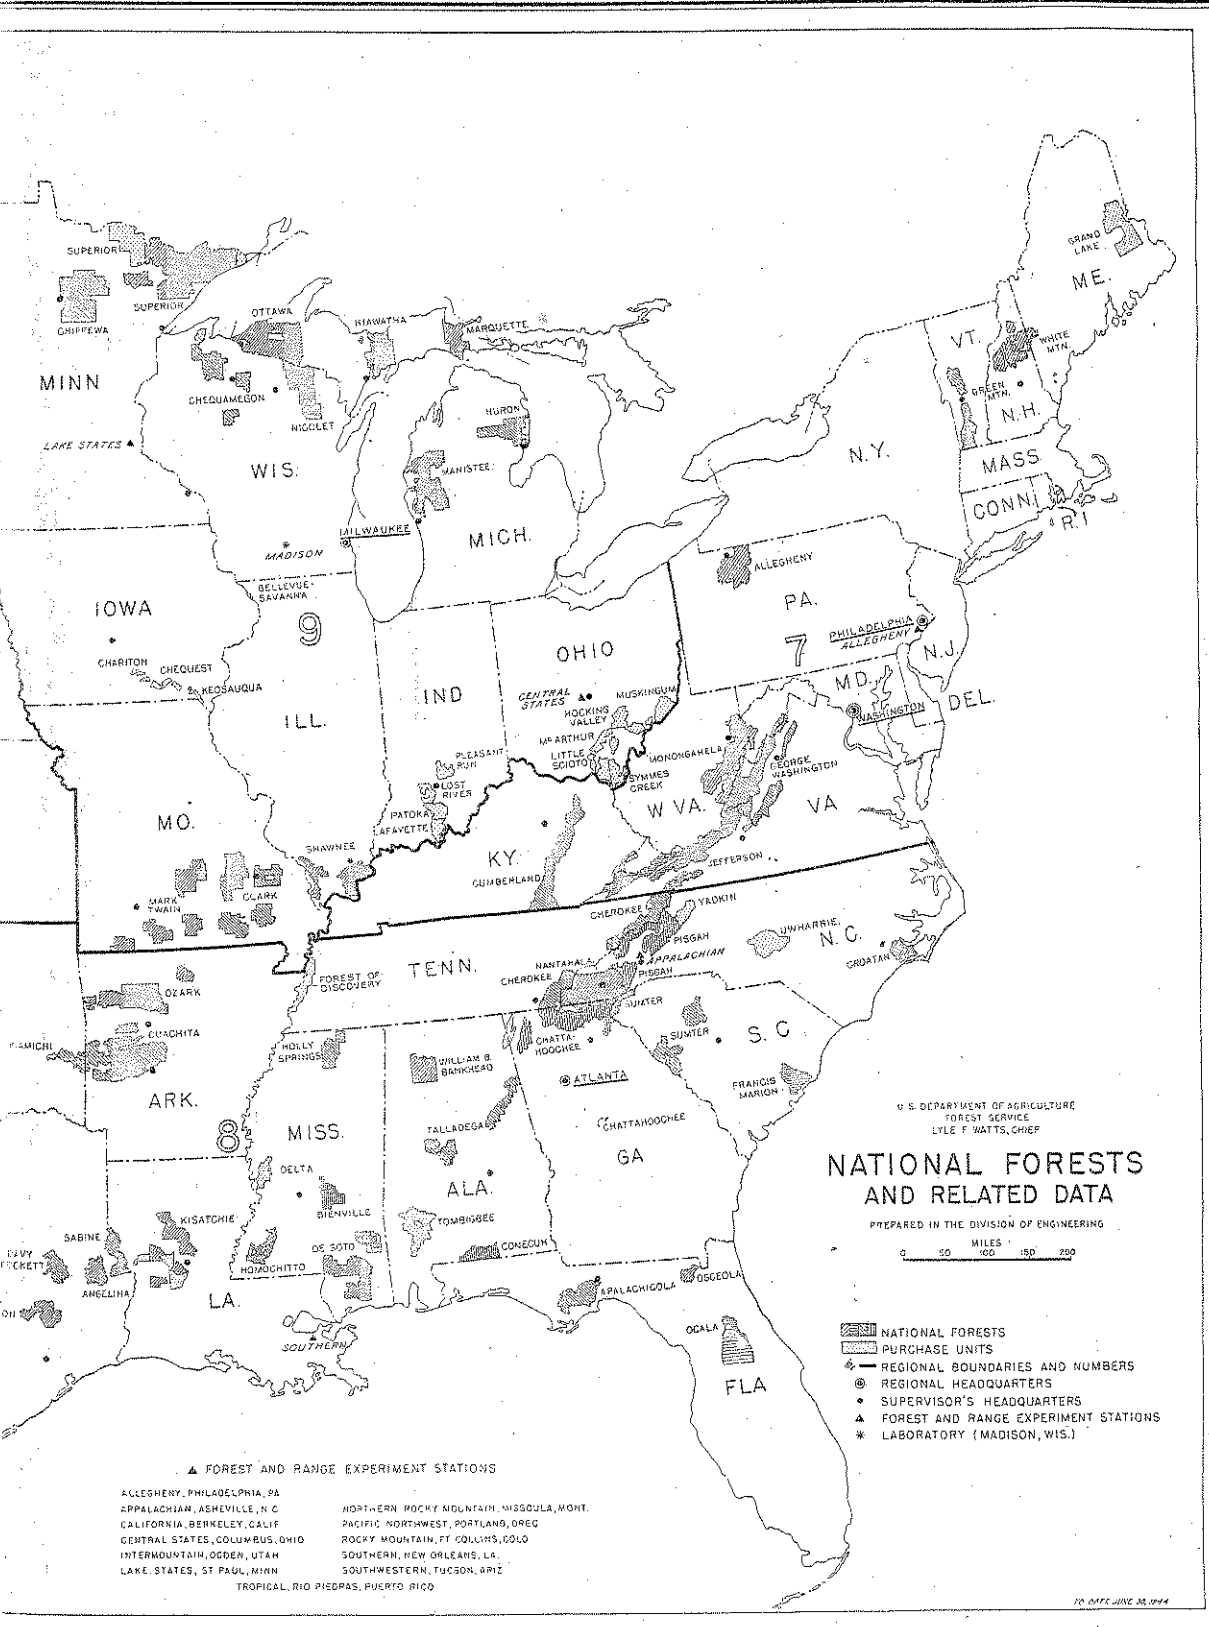 SUPERIOR
CHIPPEWA
SUPERIOR
OTTAWA
HIAWATHA
MARQUETTE
MINN
CHEQUAMEGON
NICOLET
HURON
LAKE STATES
WIS.
MANISTEE
MILWAUKEE
MICH.
MADISON
GRAND
LAKE
ME.
VT.
WHITE
MTN.
GREEN
MTN.
N.H.
N.Y.
MASS
CONN.
R.I
ALLEGHENY
PA.
7
PHILADELPHIA
ALLEGHENY
N.J.
MD.
DEL.
WASHINGTON
BELLEVUE-
SAVANNA
IOWA
9
CHARITON
CHEQUEST
KEOSAUQUA
ILL.
IND
OHIO
CENTRAL
STATES
MUSKINGUM
HOCKING
VALLEY
McARTHUR
LITTLE
SCIOTO
SYMMES
CREEK
PLEASANT
RUN
LOST
RIVER
PATOKA
LAFAYETTE
MONONGAHELA
GEORGE
WASHINGTON
W VA.
VA
MO.
SHAWNEE
KY.
CUMBERLAND
JEFFERSON
MARK
TWAIN
CLARK
CHEROKEE
YADKIN
UWHARRIE
N.C.
CROATAN
PISGAH
APPALACHIAN
PISGAH
NANTAHALA
CHEROKEE
TENN.
FOREST OF
DISCOVERY
OZARK
OUACHITA
KIAMICHI
SUMTER
SUMTER
S.C
CHATTA-
HOOCHEE
HOLLY
SPRINGS
WILLIAM B.
BANKHEAD
ATLANTA
FRANCIS
MARION
ARK.
8
MISS.
TALLADEGA
CHATTAHOOCHEE
GA
DELTA
ALA.
BIENVILLE
TOMBIGBEE
KISATCHIE
SABINE
DE SOTO
CONECUH
HOMOCHITTO
ANGELINA
LA.
APALACHICOLA
OSCEOLA
SOUTHERN
OCALA
FLA
U.S. DEPARTMENT OF AGRICULTURE
FOREST SERVICE
LYLE F. WATTS, CHIEF
NATIONAL FORESTS
AND RELATED DATA
PREPARED IN THE DIVISION OF ENGINEERING
MILES
0 50 100 150 200
NATIONAL FORESTS
PURCHASE UNITS
REGIONAL BOUNDARIES AND NUMBERS
REGIONAL HEADQUARTERS
SUPERVISOR'S HEADQUARTERS
FOREST AND RANGE EXPERIMENT STATIONS
LABORATORY (MADISON, WIS.)
FOREST AND RANGE EXPERIMENT STATIONS
ALLEGHENY, PHILADELPHIA, PA
APPALACHIAN, ASHEVILLE, N C
CALIFORNIA, BERKELEY, CALIF
CENTRAL STATES, COLUMBUS, OHIO
INTERMOUNTAIN, OGDEN, UTAH
LAKE STATES, ST PAUL, MINN
NORTHERN ROCKY MOUNTAIN, MISSOULA, MONT.
PACIFIC NORTHWEST, PORTLAND, OREG
ROCKY MOUNTAIN, FT COLLINS, COLO
SOUTHERN, NEW ORLEANS, LA.
SOUTHWESTERN, TUCSON, ARIZ
TROPICAL, RIO PIEDRAS, PUERTO RICO
TO DATE JUNE 30, 1944